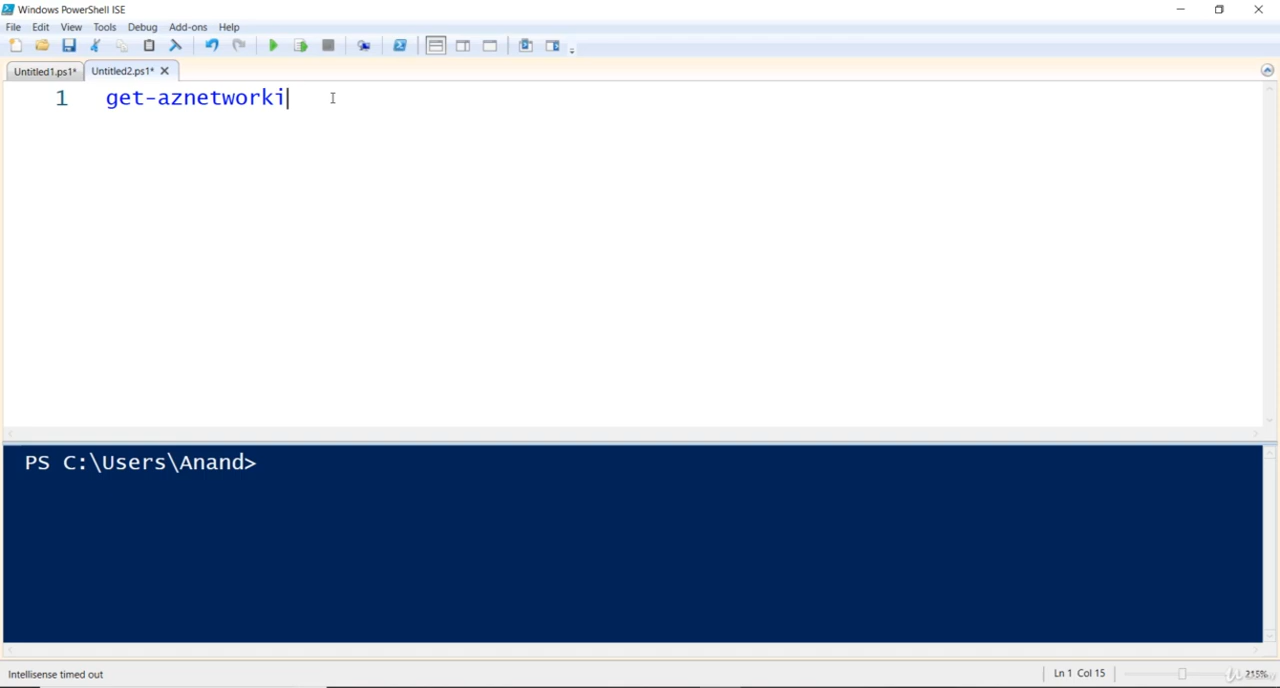 Windows PowerShell ISE
File Edit View Tools Debug Add-ons Help
Untitled1.ps1* Untitled2.ps1*
1 get-aznetworki
PS C:\Users\Anand>
Intellisense timed out
Ln 1 Col 15
215%